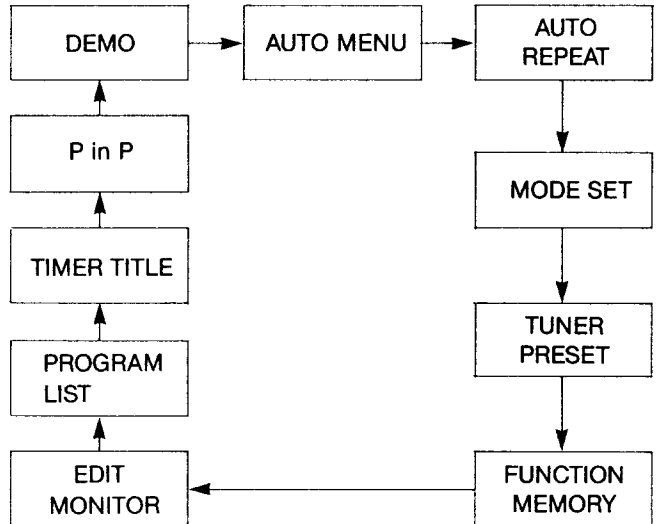 DEMO
AUTO MENU
AUTO
REPEAT
P in P
MODE SET
TIMER TITLE
TUNER
PRESET
PROGRAM
LIST
EDIT
MONITOR
FUNCTION
MEMORY